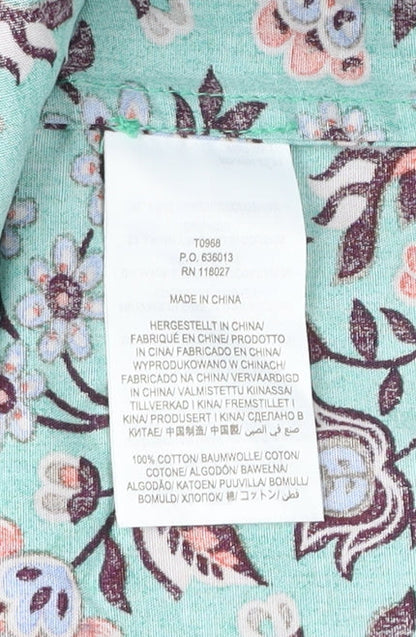 T0968
P.O. 636013
RN 118027
MADE IN CHINA
HERGESTELLT IN CHINA/
FABRIQUÉ EN CHINE/ PRODOTTO
IN CINA/ FABRICADO EN CHINA/
WYPRODUKOWANO W CHINACH/
FABRICADO NA CHINA/ VERVAARDIGD
IN CHINA/ VALMISTETTU KIINASSA/
TILLVERKAD I KINA/ FREMSTILLET I
KINA/ PRODUSERT I KINA/ СДЕЛАНО В
КИТАЕ/ 中国制造/ 中国製/ صنع في الصين/
100% COTTON/ BAUMWOLLE/ COTON/
COTONE/ ALGODÓN/ BAWEŁNA/
ALGODÃO/ KATOEN/ PUUVILLA/ BOMULL/
BOMULD/ ХЛОПОК/ 棉/ コットン/ قطن/